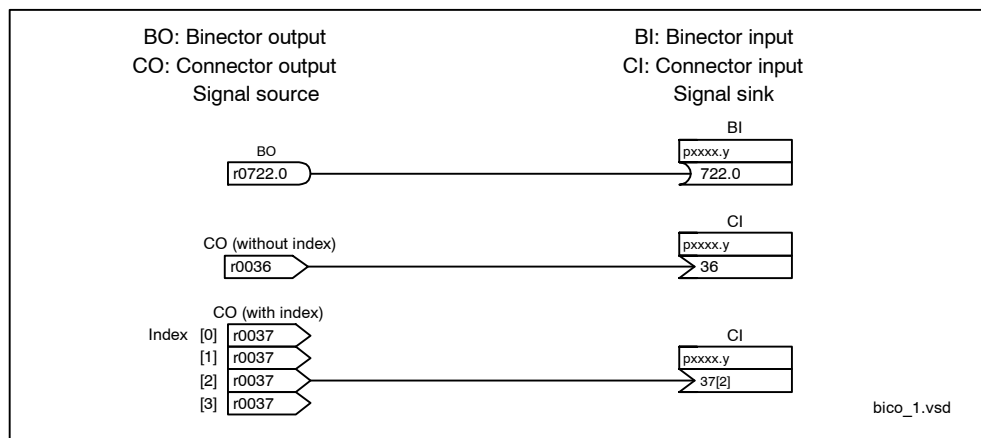 BO: Binector output
CO: Connector output
Signal source
BI: Binector input
CI: Connector input
Signal sink
BO
r0722.0
BI
pxxxx.y
722.0
CO (without index)
r0036
CI
pxxxx.y
36
CO (with index)
Index [0] r0037
[1] r0037
[2] r0037
[3] r0037
CI
pxxxx.y
37[2]
bico_1.vsd